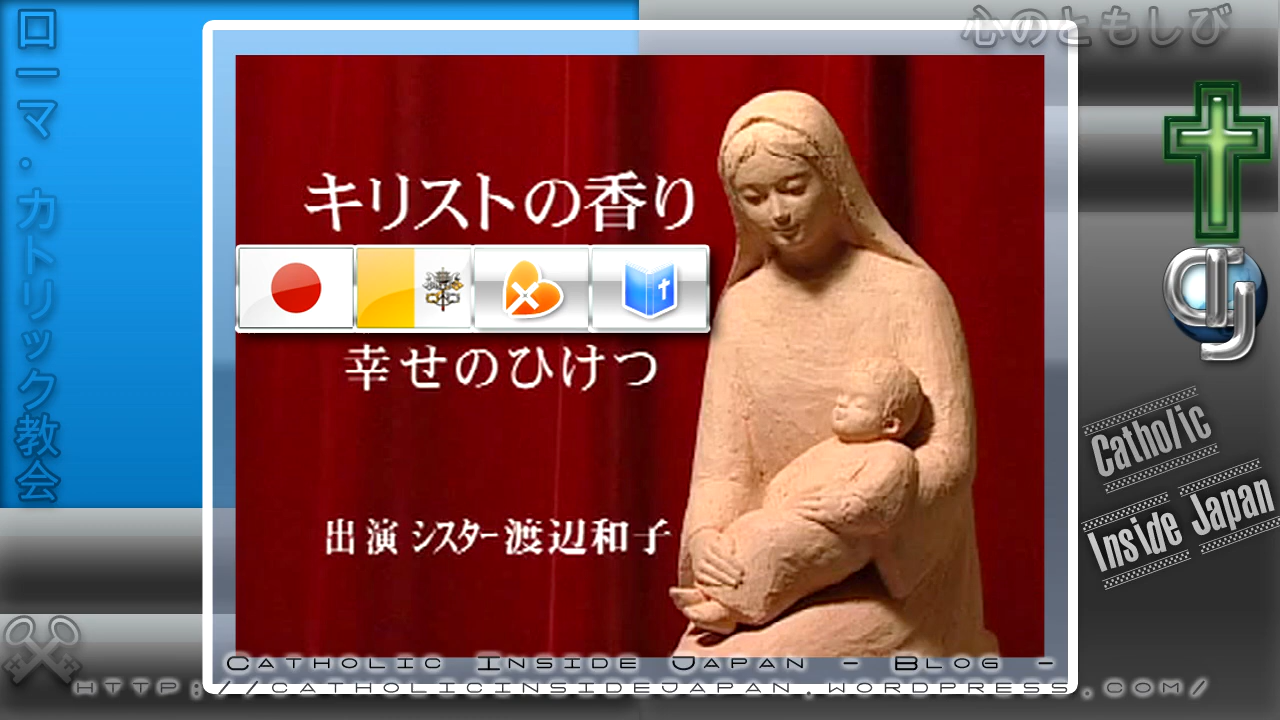 ローマ・カトリック教会
心のともしび
キリストの香り
幸せのひけつ
出演 シスター渡辺和子
CIJ
Catholic
Inside Japan
Catholic Inside Japan - Blog -
http://catholicinsidejapan.wordpress.com/